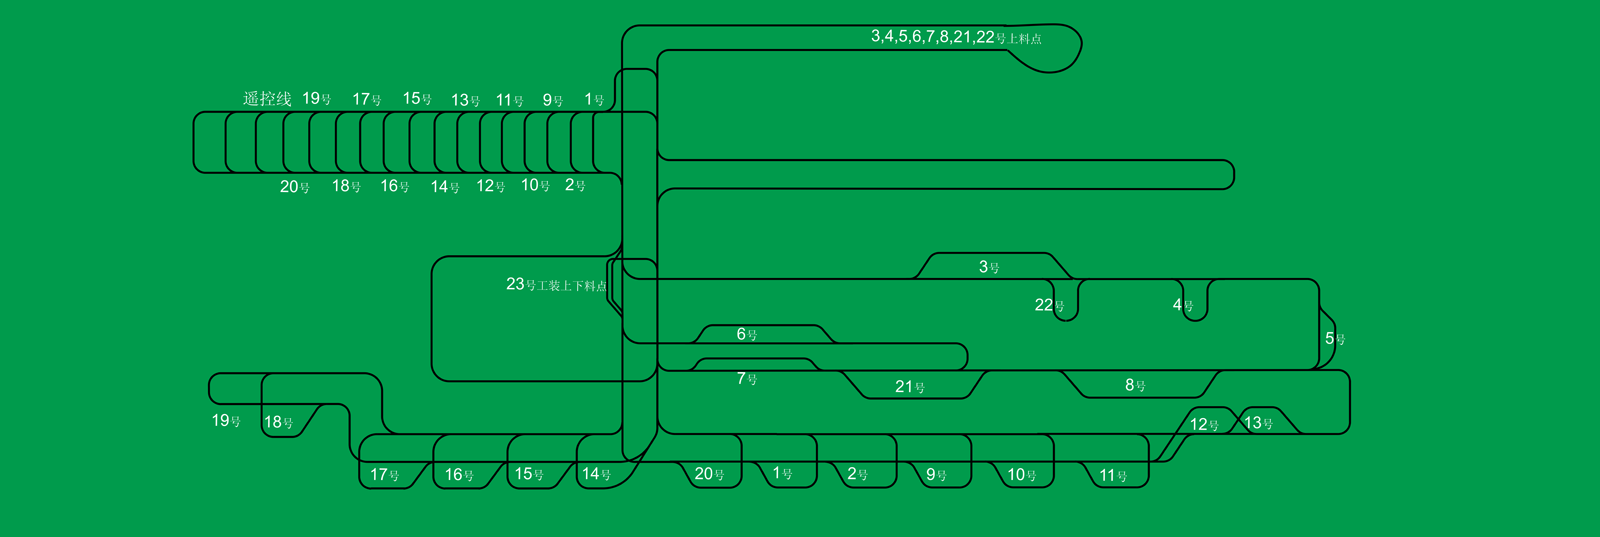 3,4,5,6,7,8,21,22号上料点
遥控线 19号 17号 15号 13号 11号 9号 1号
20号 18号 16号 14号 12号 10号 2号
3号
23号工装上下料点
22号 4号
6号 5号
7号 21号 8号
19号 18号 12号 13号
17号 16号 15号 14号 20号 1号 2号 9号 10号 11号